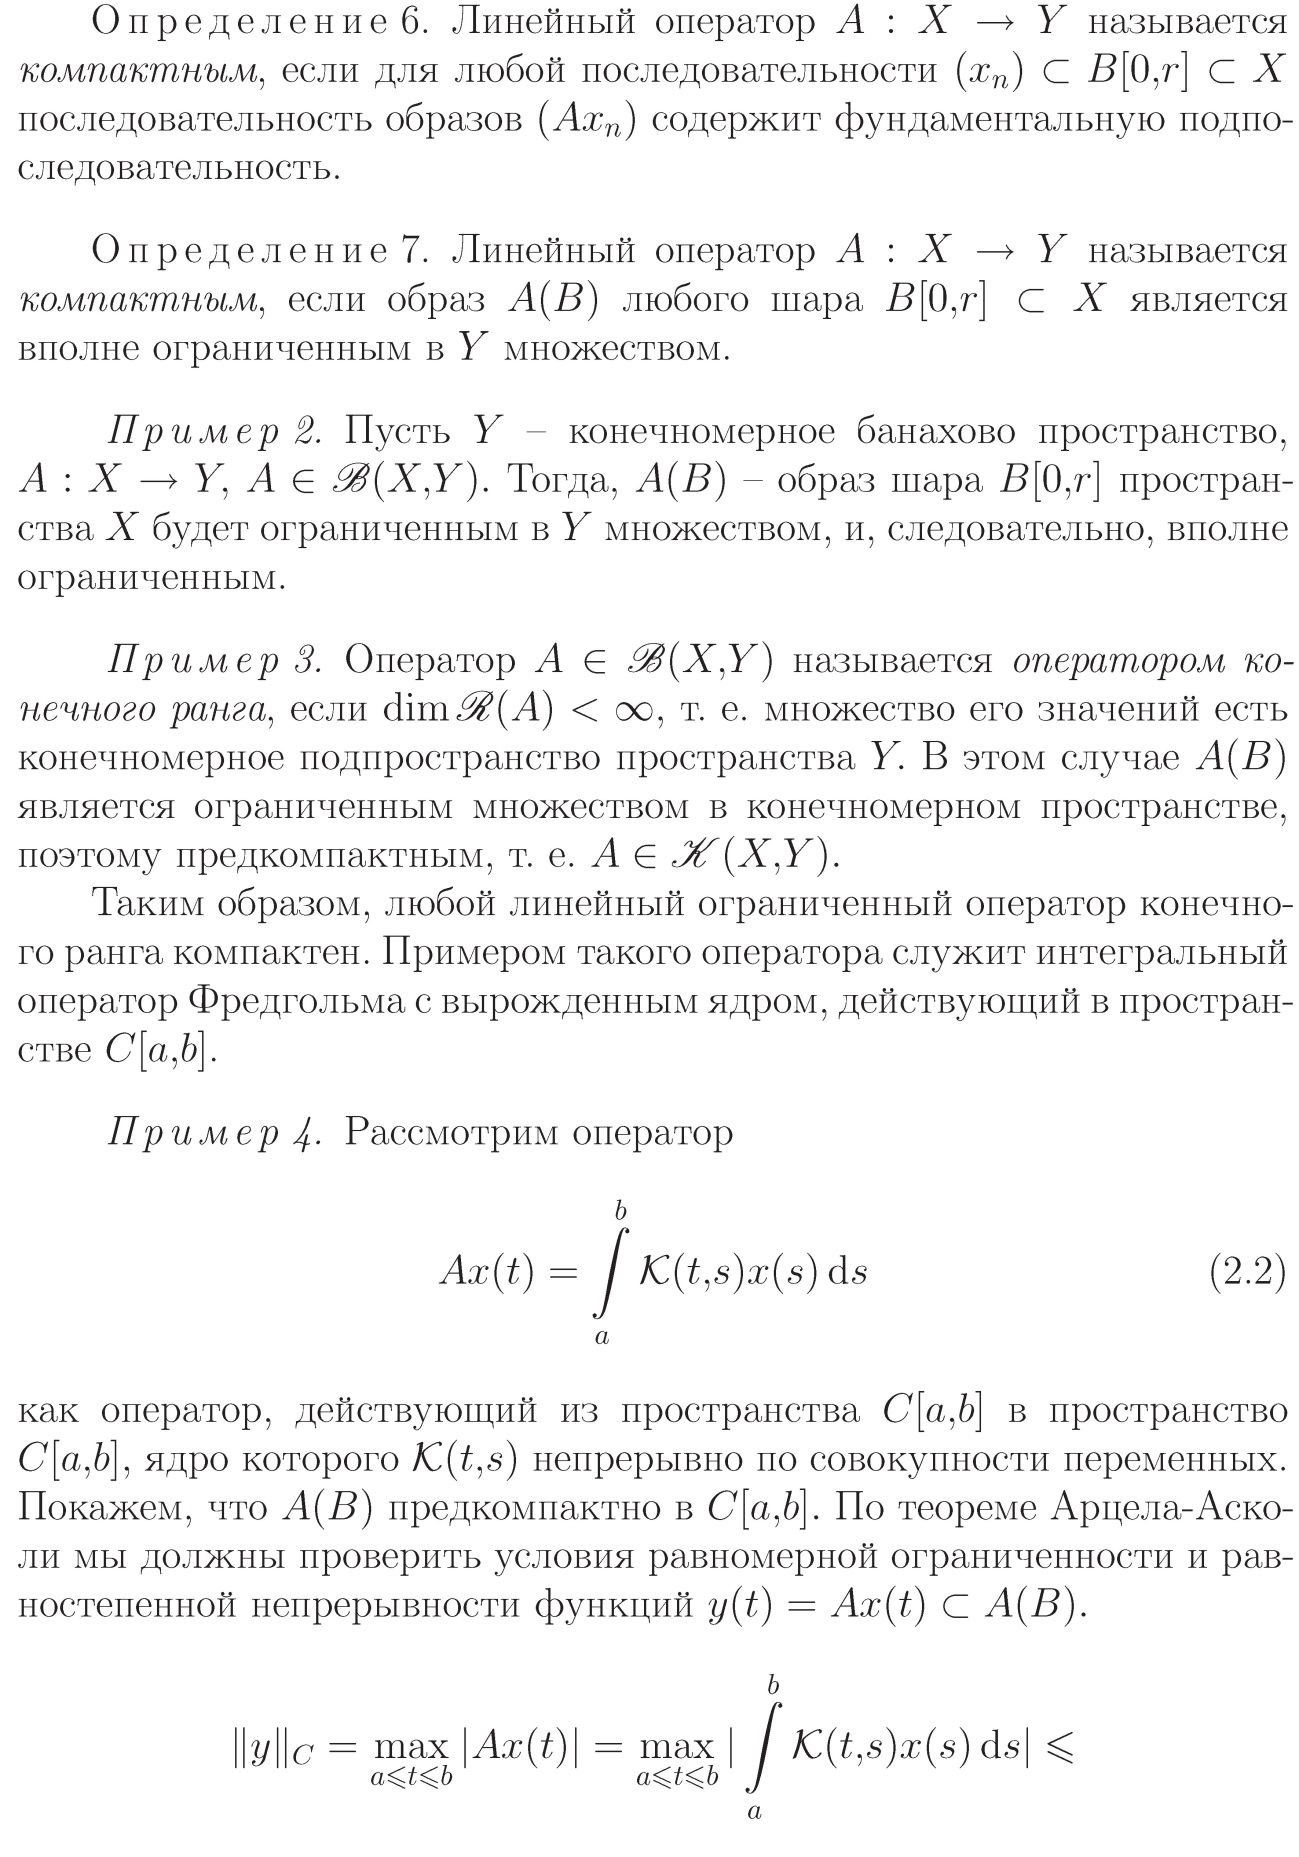 Определение 6. Линейный оператор A : X → Y называется
компактным, если для любой последовательности (xₙ) ⊂ B[0,r] ⊂ X
последовательность образов (Axₙ) содержит фундаментальную подпо-
следовательность.
Определение 7. Линейный оператор A : X → Y называется
компактным, если образ A(B) любого шара B[0,r] ⊂ X является
вполне ограниченным в Y множеством.
Пример 2. Пусть Y – конечномерное банахово пространство,
A : X → Y, A ∈ ℬ(X,Y). Тогда, A(B) – образ шара B[0,r] простран-
ства X будет ограниченным в Y множеством, и, следовательно, вполне
ограниченным.
Пример 3. Оператор A ∈ ℬ(X,Y) называется оператором ко-
нечного ранга, если dim ℛ(A) < ∞, т. е. множество его значений есть
конечномерное подпространство пространства Y. В этом случае A(B)
является ограниченным множеством в конечномерном пространстве,
поэтому предкомпактным, т. е. A ∈ 𝒦(X,Y).
Таким образом, любой линейный ограниченный оператор конечно-
го ранга компактен. Примером такого оператора служит интегральный
оператор Фредгольма с вырожденным ядром, действующий в простран-
стве C[a,b].
Пример 4. Рассмотрим оператор
Ax(t) = ∫ₐᵇ 𝒦(t,s)x(s) ds (2.2)
как оператор, действующий из пространства C[a,b] в пространство
C[a,b], ядро которого 𝒦(t,s) непрерывно по совокупности переменных.
Покажем, что A(B) предкомпактно в C[a,b]. По теореме Арцела-Аско-
ли мы должны проверить условия равномерной ограниченности и рав-
ностепенной непрерывности функций y(t) = Ax(t) ⊂ A(B).
‖y‖_C = max_{a⩽t⩽b} |Ax(t)| = max_{a⩽t⩽b} | ∫ₐᵇ 𝒦(t,s)x(s) ds| ⩽